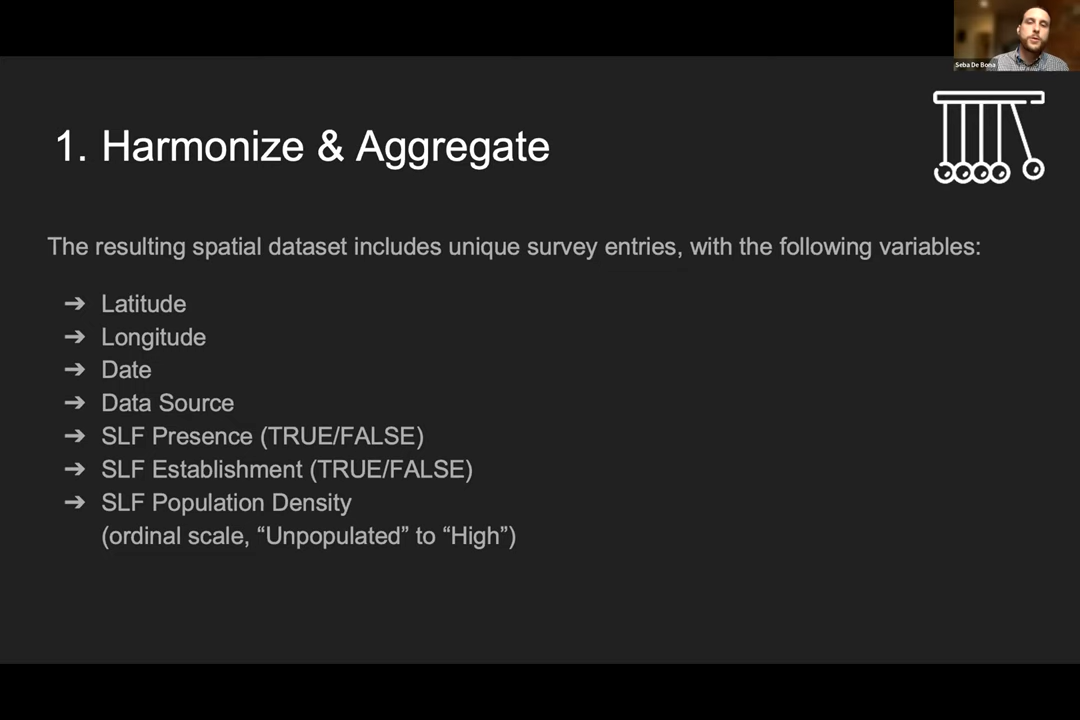 Seba De Bona
1. Harmonize & Aggregate
The resulting spatial dataset includes unique survey entries, with the following variables:
➔ Latitude
➔ Longitude
➔ Date
➔ Data Source
➔ SLF Presence (TRUE/FALSE)
➔ SLF Establishment (TRUE/FALSE)
➔ SLF Population Density
(ordinal scale, “Unpopulated” to “High”)